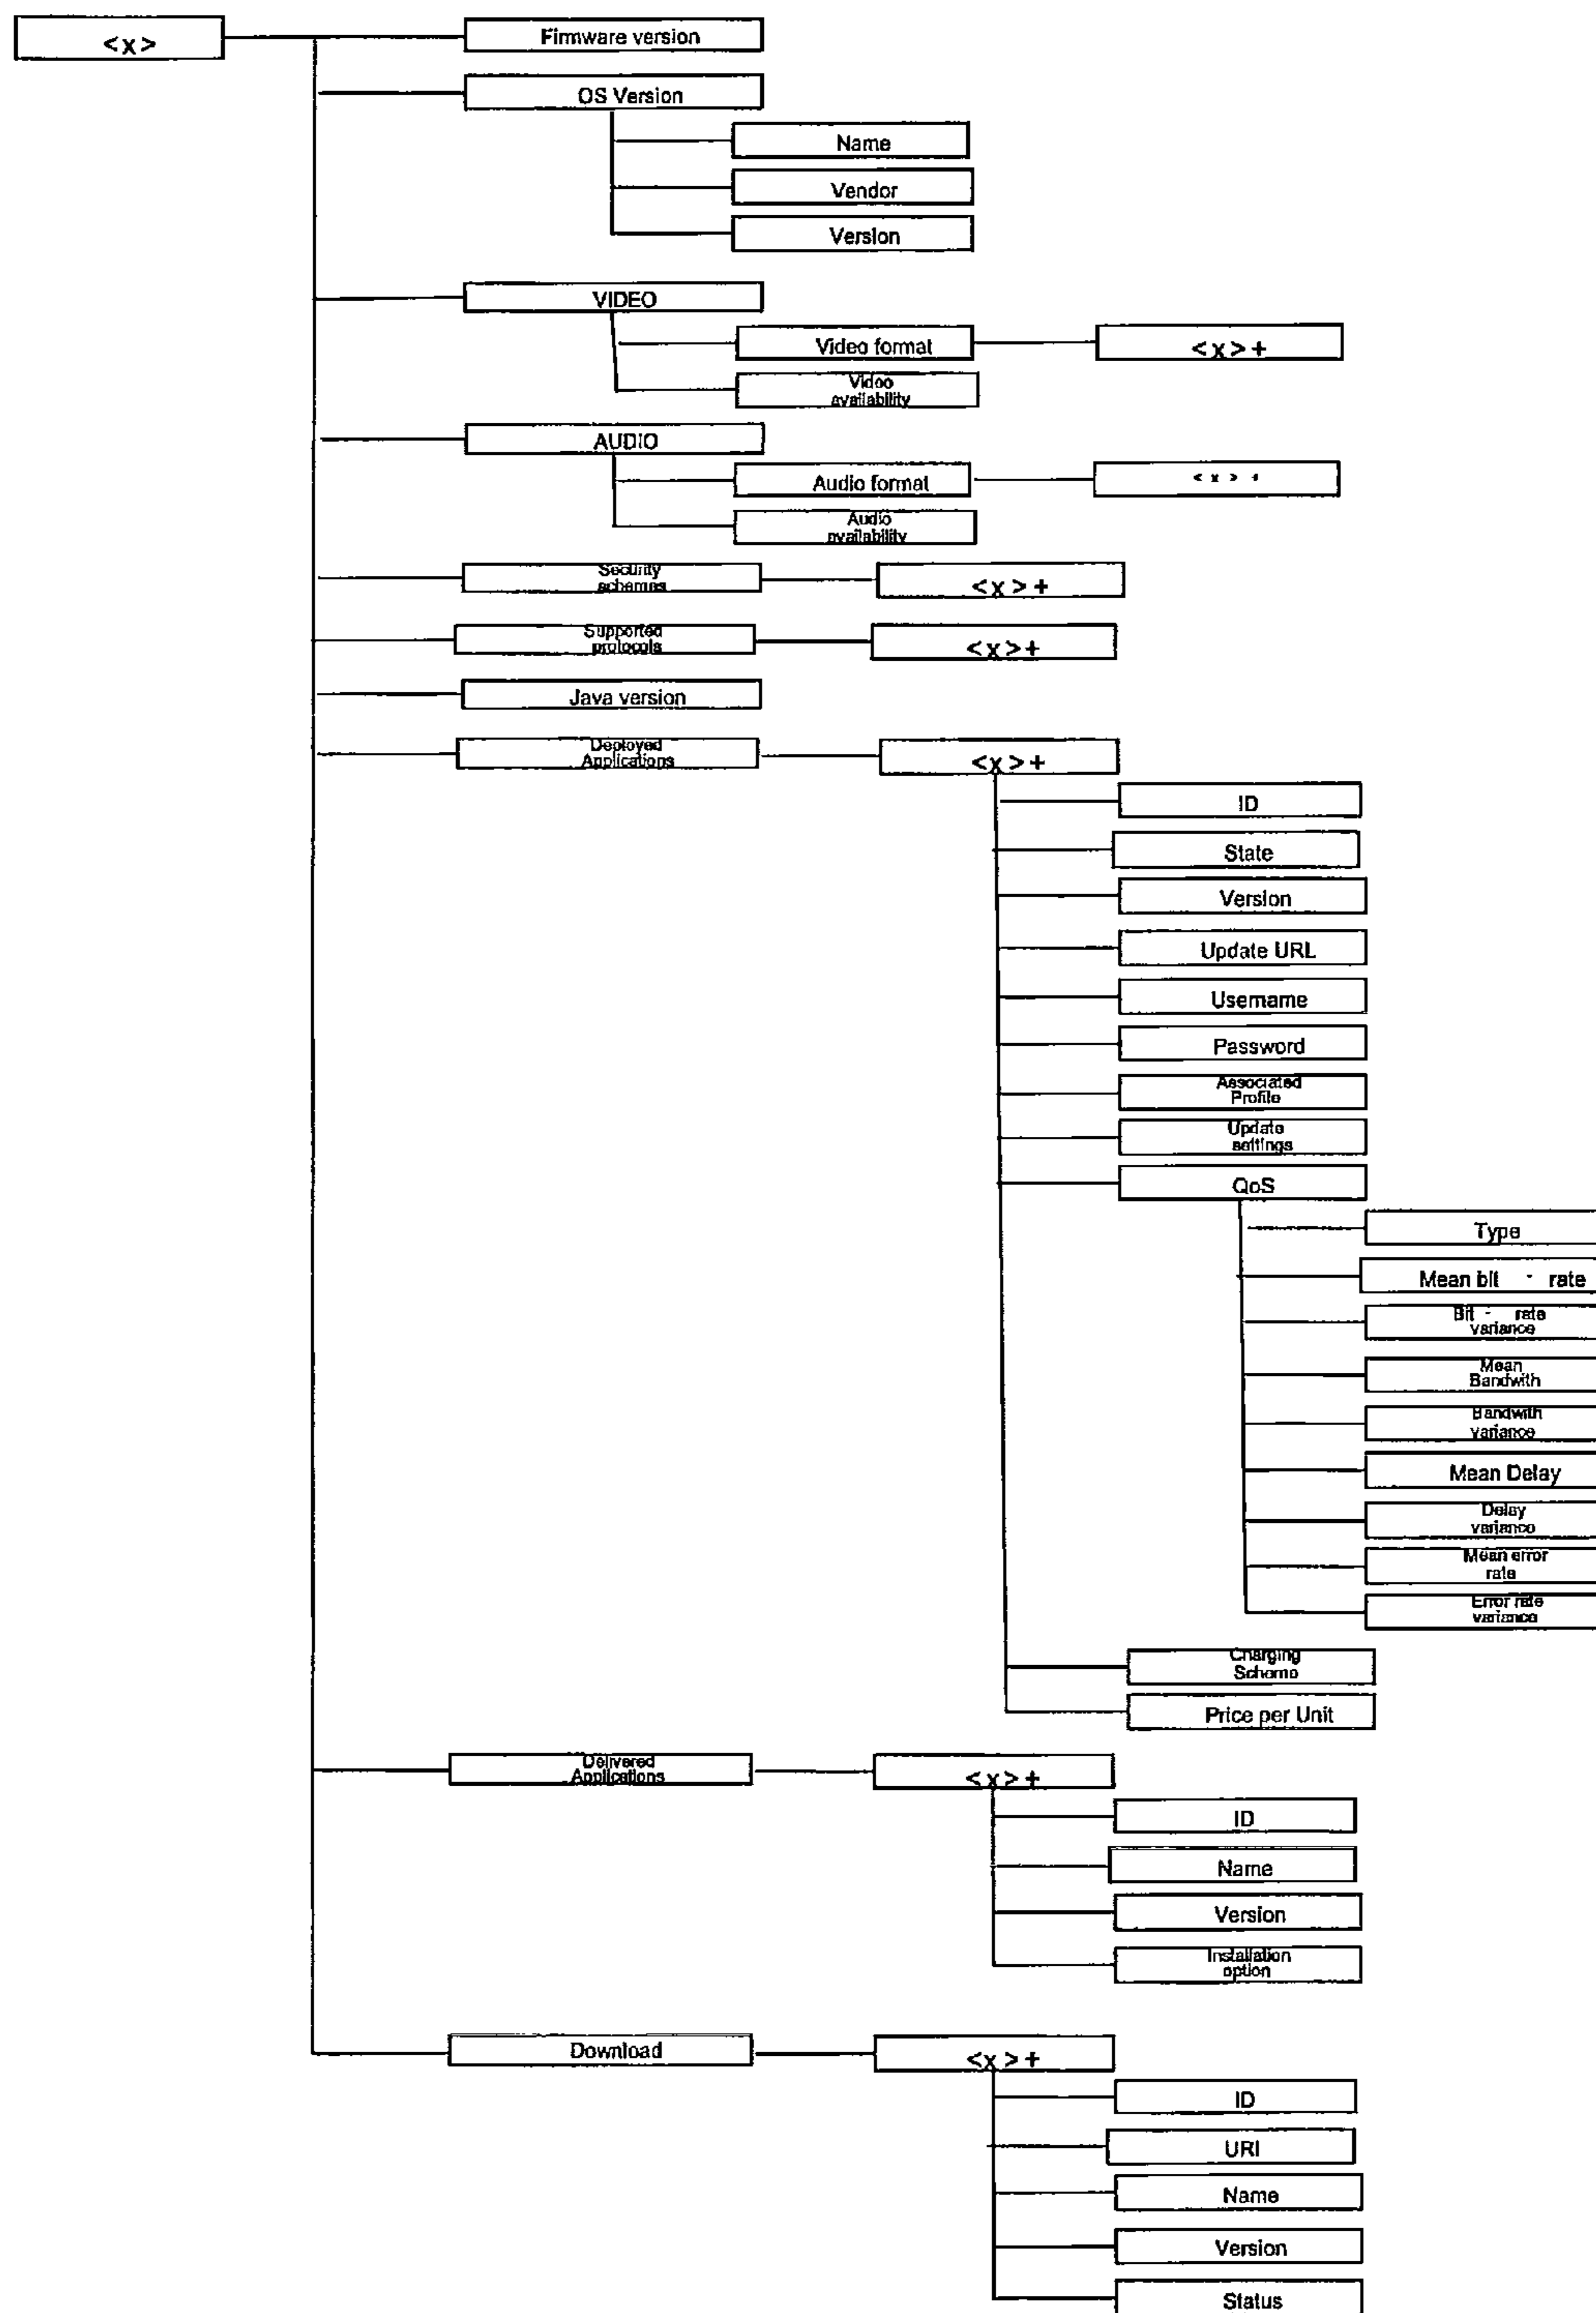 <x>
Firmware version
OS Version
Name
Vendor
Version
VIDEO
Video format
<x>+
Video
availability
AUDIO
Audio format
<x>+
Audio
availability
Security
schemes
<x>+
Supported
protocols
<x>+
Java version
Deployed
Applications
<x>+
ID
State
Version
Update URL
Username
Password
Associated
Profile
Update
settings
QoS
Type
Mean bit - rate
Bit - rate
variance
Mean
Bandwith
Bandwith
variance
Mean Delay
Delay
variance
Mean error
rate
Error rate
variance
Charging
Scheme
Price per Unit
Delivered
Applications
<x>+
ID
Name
Version
Installation
option
Download
<x>+
ID
URI
Name
Version
Status